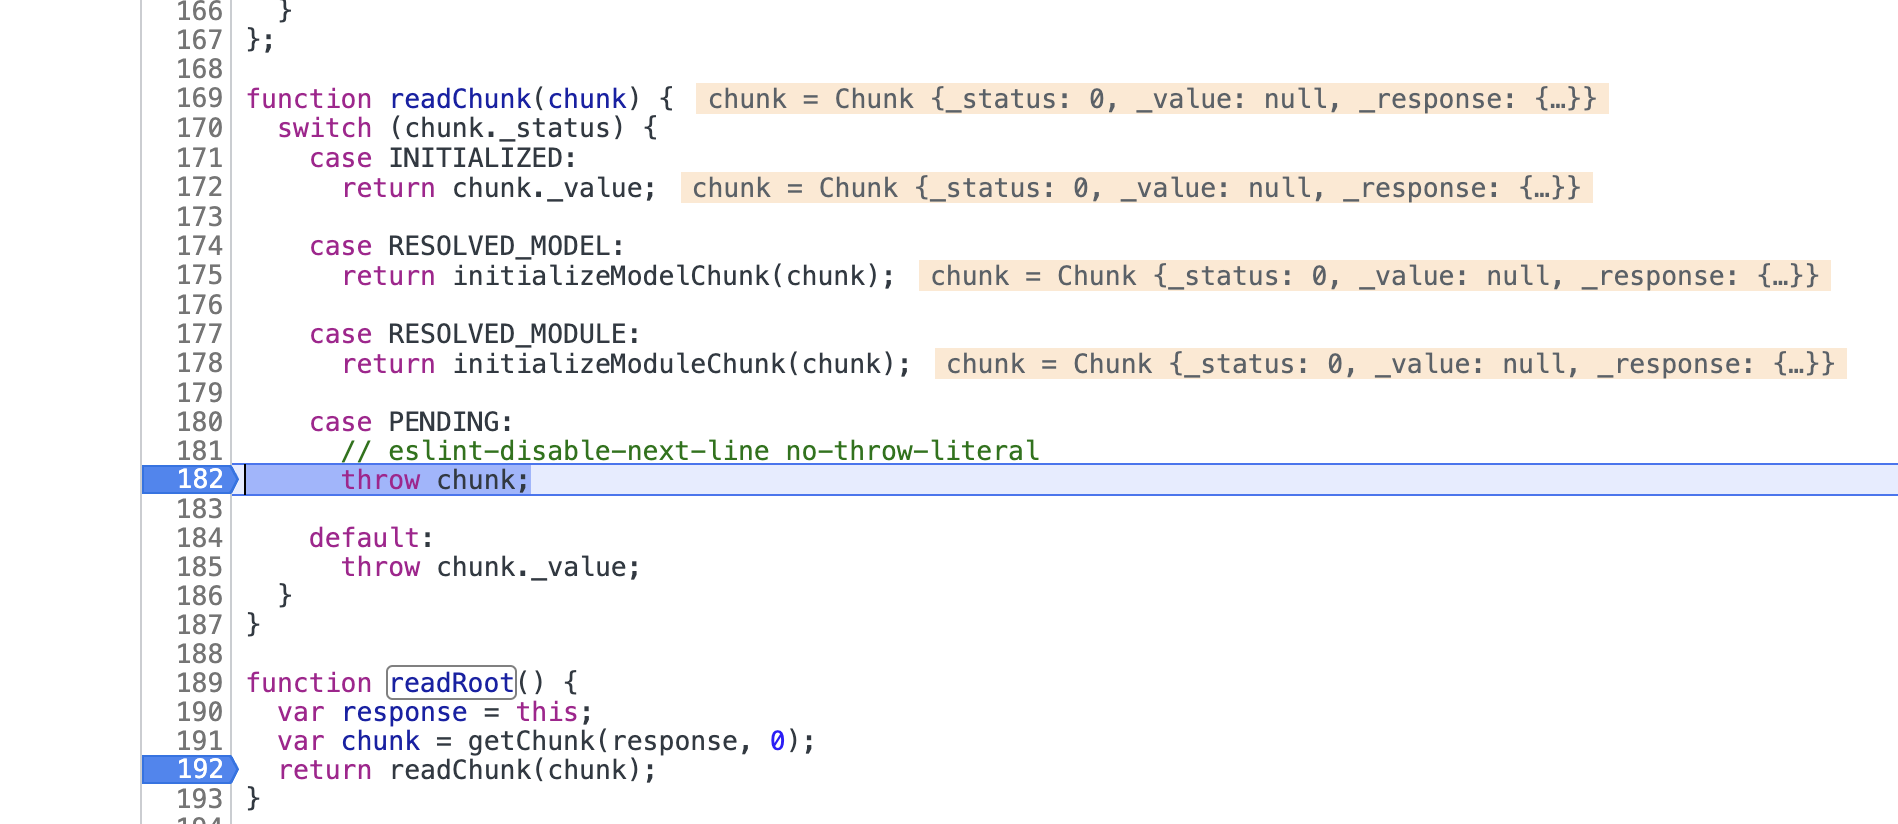 166   }
167 };
168
169 function readChunk(chunk) {  chunk = Chunk {_status: 0, _value: null, _response: {…}}
170   switch (chunk._status) {
171     case INITIALIZED:
172       return chunk._value;  chunk = Chunk {_status: 0, _value: null, _response: {…}}
173
174     case RESOLVED_MODEL:
175       return initializeModelChunk(chunk);  chunk = Chunk {_status: 0, _value: null, _response: {…}}
176
177     case RESOLVED_MODULE:
178       return initializeModuleChunk(chunk);  chunk = Chunk {_status: 0, _value: null, _response: {…}}
179
180     case PENDING:
181       // eslint-disable-next-line no-throw-literal
182       throw chunk;
183
184     default:
185       throw chunk._value;
186   }
187 }
188
189 function readRoot() {
190   var response = this;
191   var chunk = getChunk(response, 0);
192   return readChunk(chunk);
193 }
194